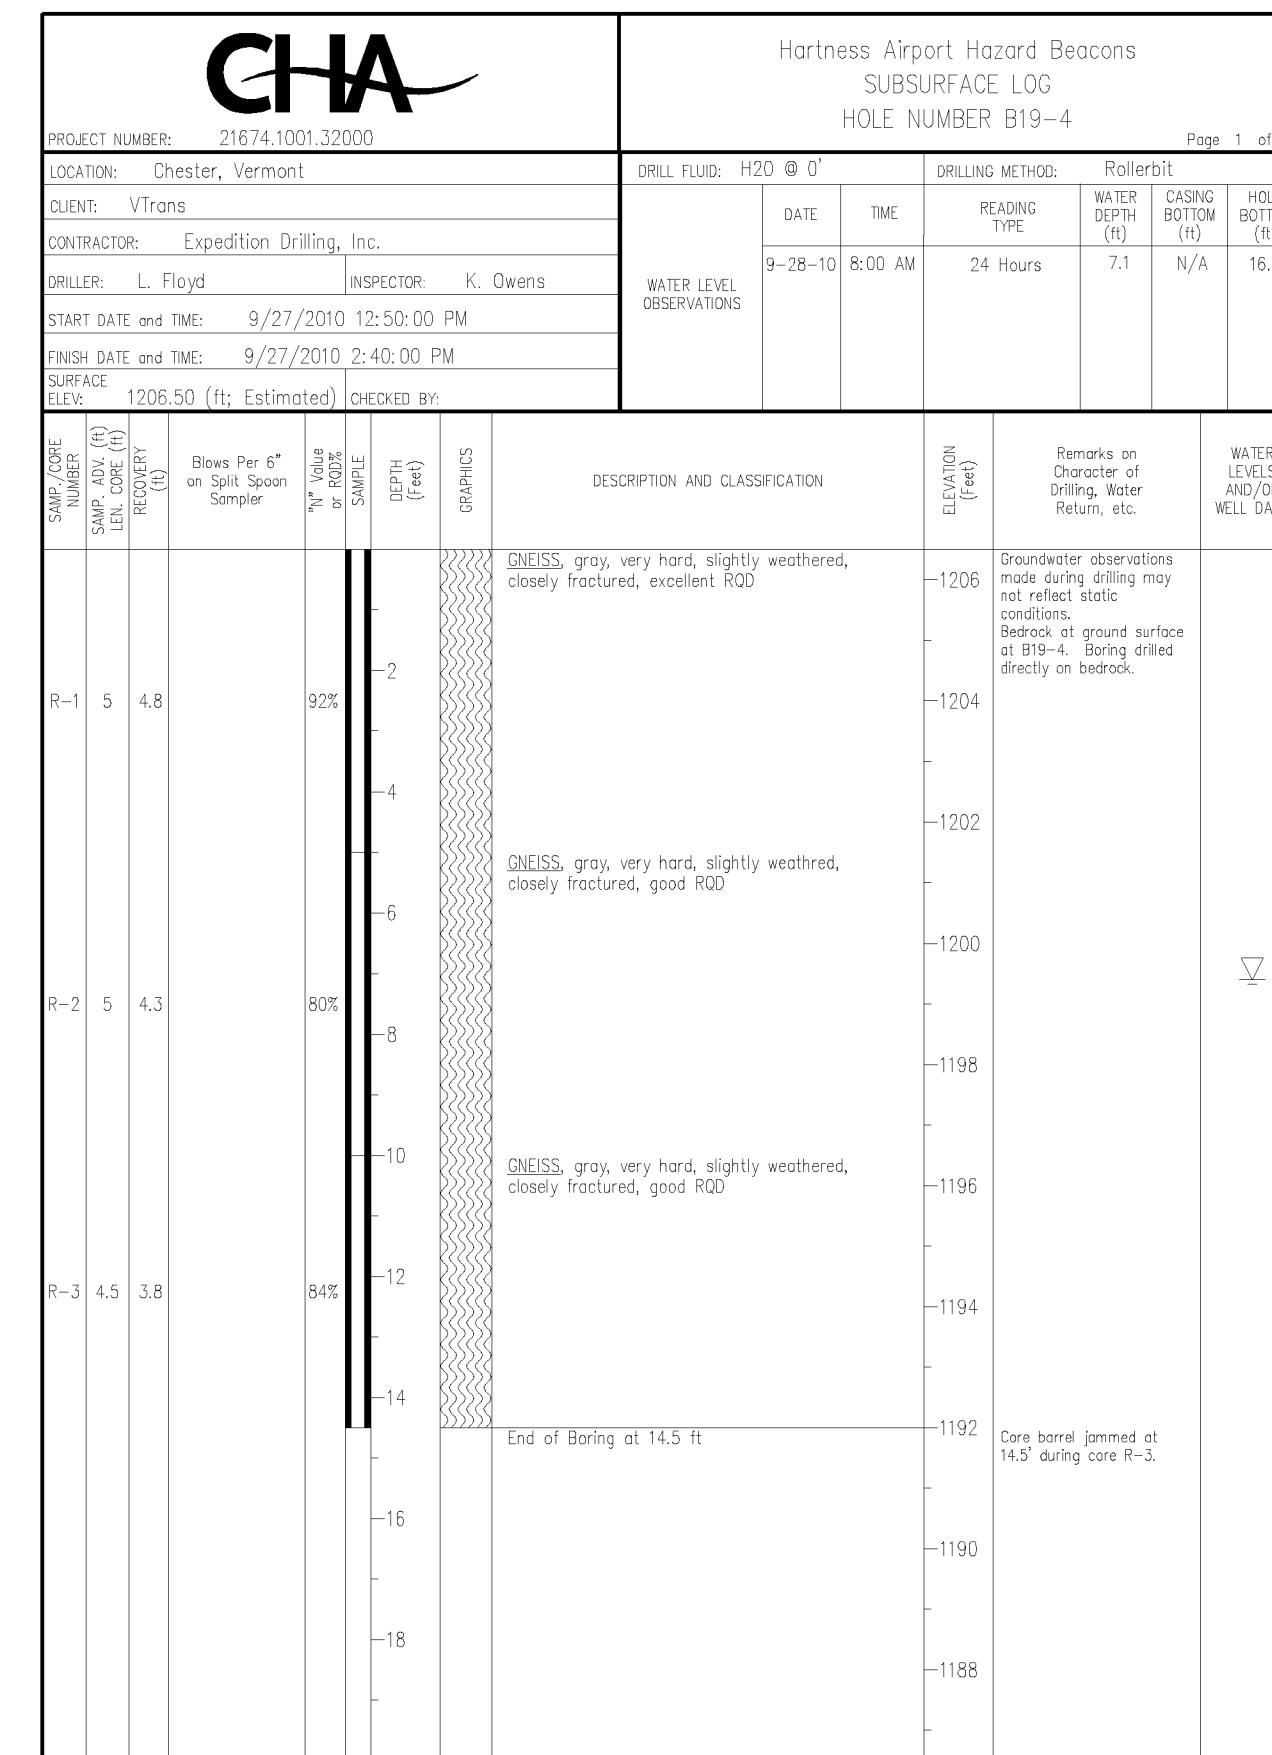 CHA
PROJECT NUMBER: 21674.1001.32000
Hartness Airport Hazard Beacons
SUBSURFACE LOG
HOLE NUMBER B19-4
Page 1 of
LOCATION: Chester, Vermont
CLIENT: VTrans
CONTRACTOR: Expedition Drilling, Inc.
DRILLER: L. Floyd INSPECTOR: K. Owens
START DATE and TIME: 9/27/2010 12:50:00 PM
FINISH DATE and TIME: 9/27/2010 2:40:00 PM
SURFACE
ELEV: 1206.50 (ft; Estimated) CHECKED BY:
DRILL FLUID: H2O @ 0' DRILLING METHOD: Rollerbit
WATER LEVEL
OBSERVATIONS
DATE
TIME
READING
TYPE
WATER
DEPTH
(ft)
CASING
BOTTOM
(ft)
9-28-10 8:00 AM 24 Hours 7.1 N/A 16.
SAMP./CORE
NUMBER
SAMP. ADV. (ft)
LEN. CORE (ft)
RECOVERY
(ft)
Blows Per 6"
on Split Spoon
Sampler
"N" Value
or RQD%
SAMPLE
DEPTH
(Feet)
GRAPHICS
DESCRIPTION AND CLASSIFICATION
ELEVATION
(Feet)
Remarks on
Character of
Drilling, Water
Return, etc.
WATER
LEVELS
AND/O
WELL DA
GNEISS, gray, very hard, slightly weathered,
closely fractured, excellent RQD
1206
Groundwater observations
made during drilling may
not reflect static
conditions.
Bedrock at ground surface
at B19-4. Boring drilled
directly on bedrock.
2
R-1 5 4.8 92%
1204
4
1202
GNEISS, gray, very hard, slightly weathred,
closely fractured, good RQD
6
1200
R-2 5 4.3 80%
8
1198
10
GNEISS, gray, very hard, slightly weathered,
closely fractured, good RQD
1196
12
R-3 4.5 3.8 84%
1194
14
1192
End of Boring at 14.5 ft
Core barrel jammed at
14.5' during core R-3.
16
1190
18
1188